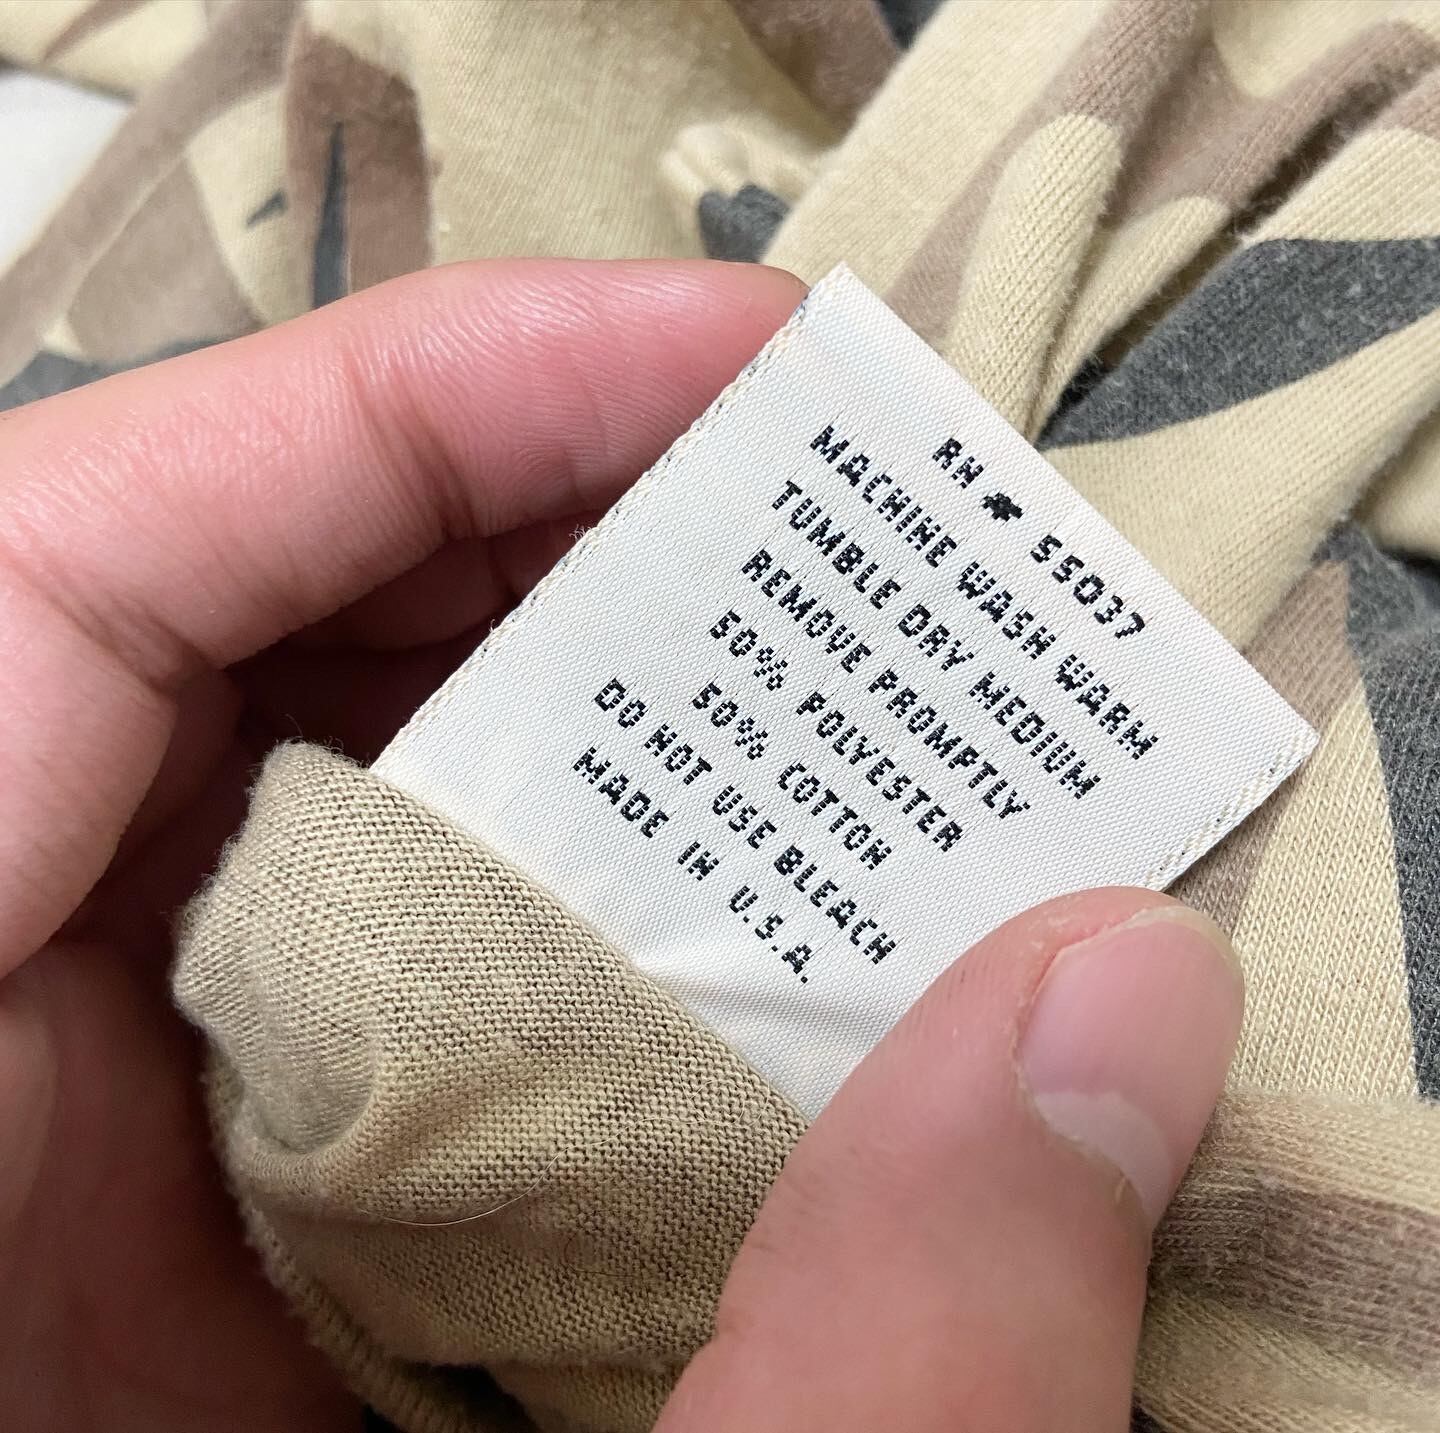 RN # 55037
MACHINE WASH WARM
TUMBLE DRY MEDIUM
REMOVE PROMPTLY
50% POLYESTER
50% COTTON
DO NOT USE BLEACH
MADE IN U.S.A.